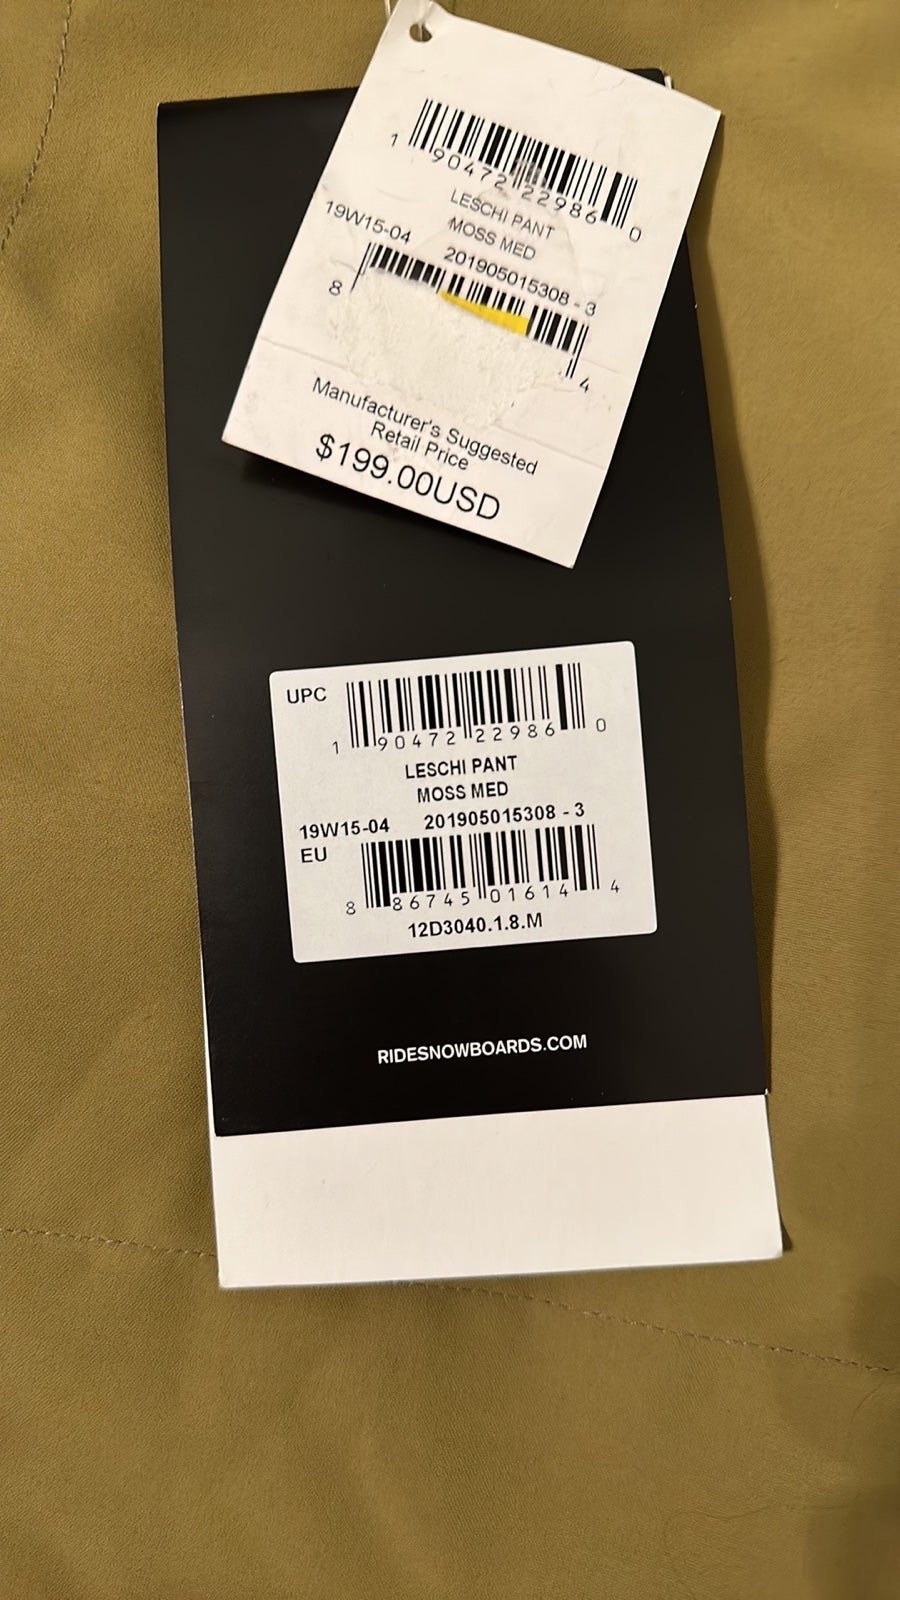 1 90472 22986 0
LESCHI PANT
MOSS MED
19W15-04 201905015308 - 3
8 4
Manufacturer's Suggested
Retail Price
$199.00USD
UPC
1 90472 22986 0
LESCHI PANT
MOSS MED
19W15-04 201905015308 - 3
EU
8 86745 01614 4
12D3040.1.8.M
RIDESNOWBOARDS.COM